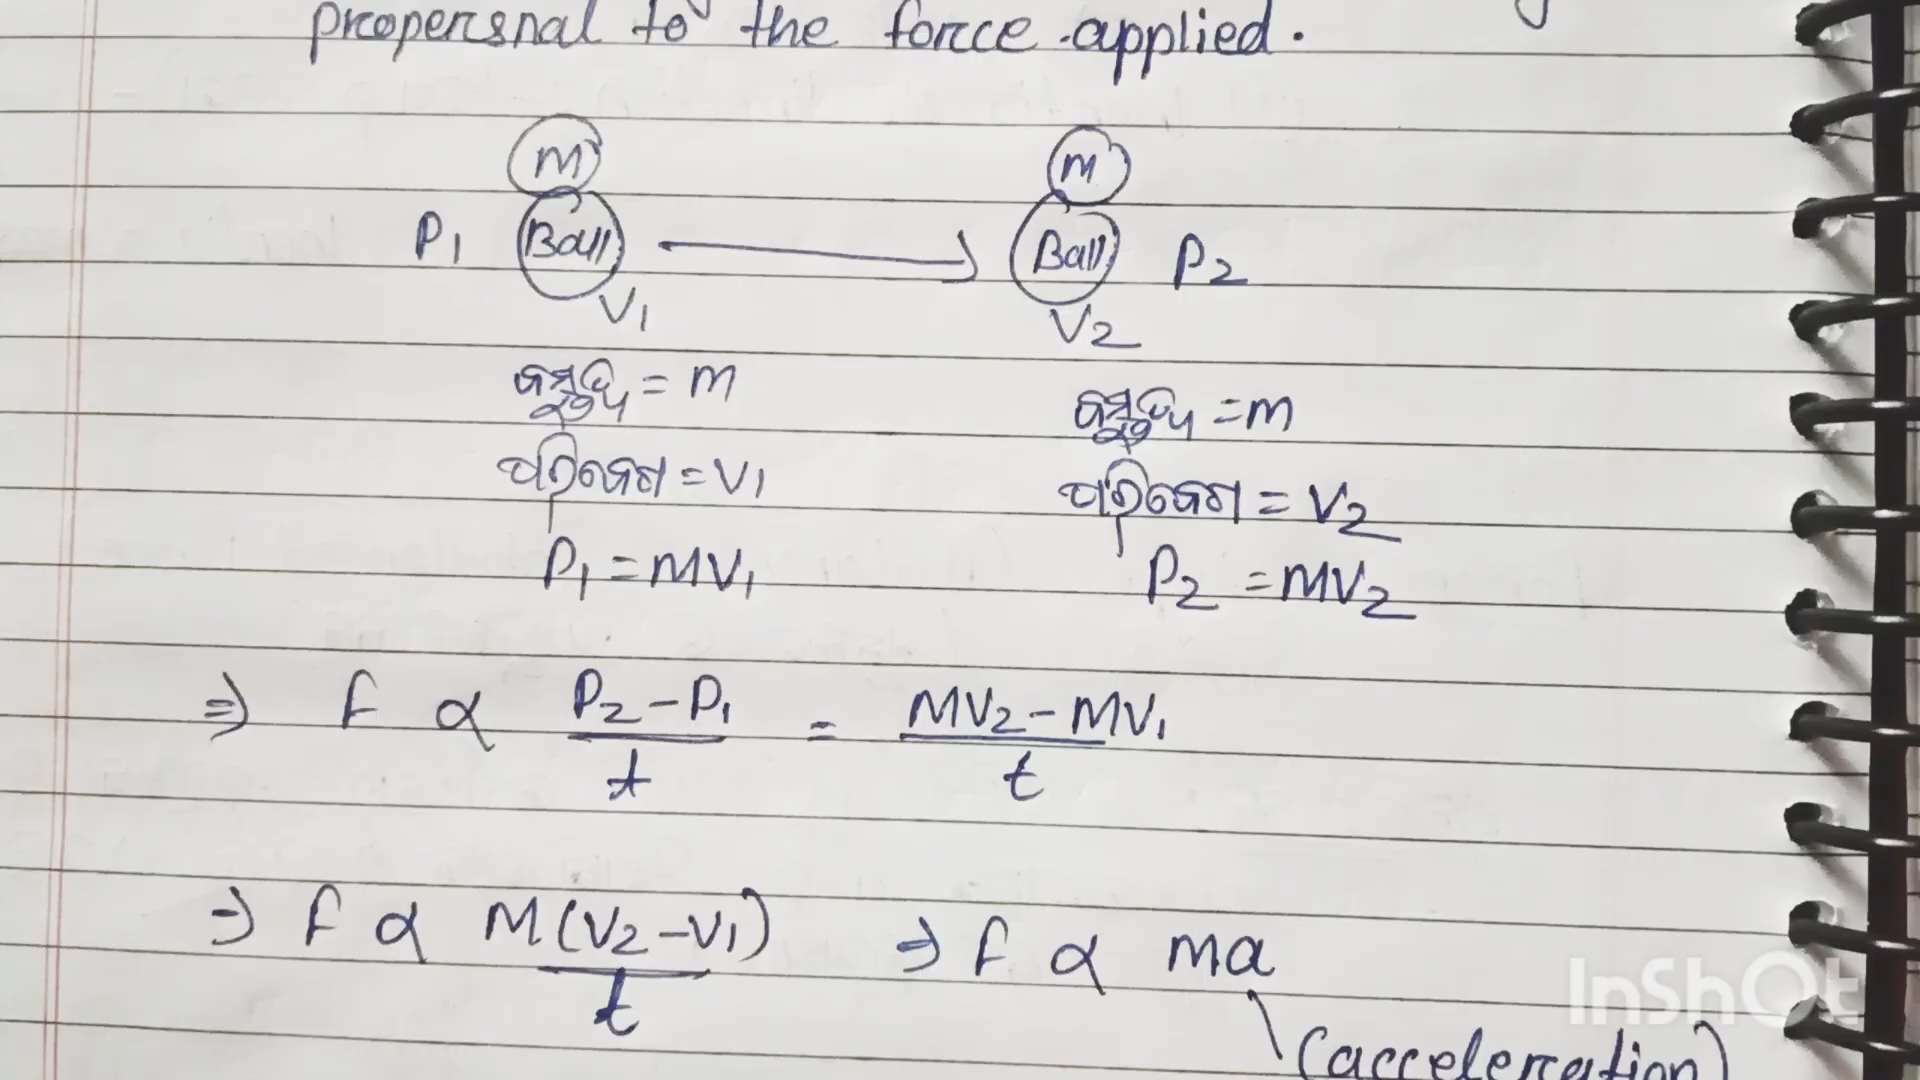 propersnal to the force applied.
M M
P1 Ball Ball P2
V1 V2
ବସ୍ତୁତ୍ୱ = m ବସ୍ତୁତ୍ୱ = m
ପରିବେଗ = V1 ପରିବେଗ = V2
P1 = MV1 P2 = MV2
⇒ F ∝ P2 - P1 / t = MV2 - MV1 / t
⇒ F ∝ M(V2 - V1) / t ⇒ F ∝ ma
(acceleration)
InShOt